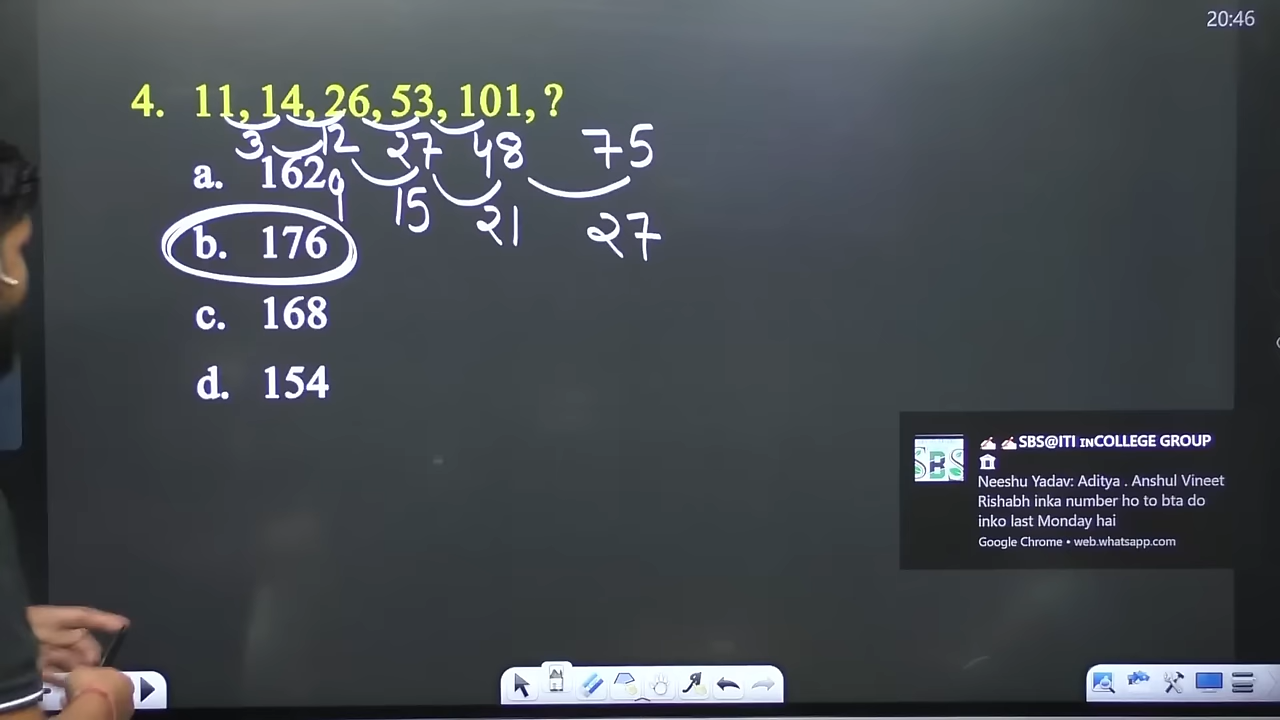 20:46
4. 11, 14, 26, 53, 101, ?
3 12 27 48 75
a. 162
9 15 21 27
b. 176
c. 168
d. 154
SBS@ITI INCOLLEGE GROUP
SBS
Neeshu Yadav: Aditya . Anshul Vineet
Rishabh inka number ho to bta do
inko last Monday hai
Google Chrome • web.whatsapp.com